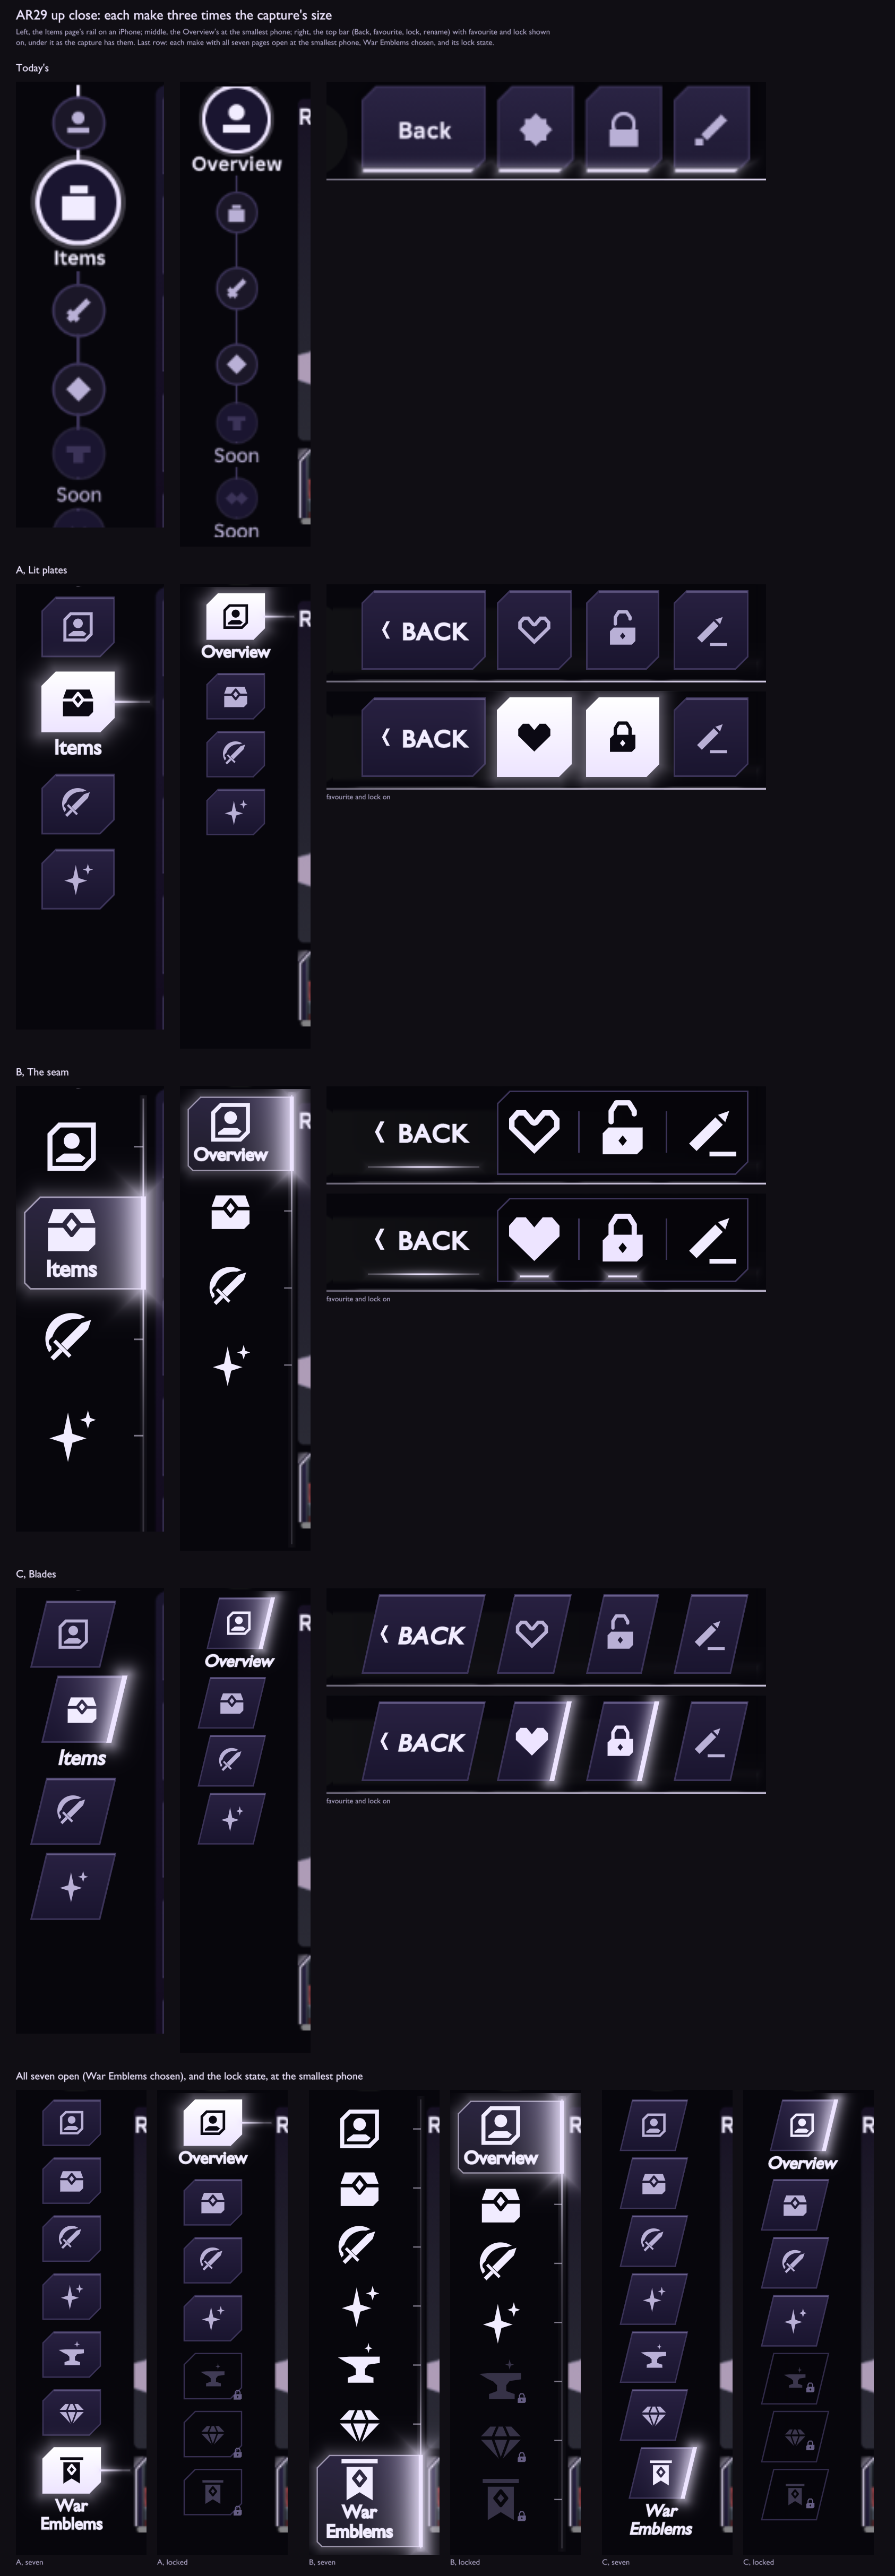 AR29 up close: each make three times the capture's size
Left, the Items page's rail on an iPhone; middle, the Overview's at the smallest phone; right, the top bar (Back, favourite, lock, rename) with favourite and lock shown
on, under it as the capture has them. Last row: each make with all seven pages open at the smallest phone, War Emblems chosen, and its lock state.
Today's
Items
Soon
Overview
Soon
Soon
R
Back
A, Lit plates
Items
Overview
R
BACK
BACK
favourite and lock on
B, The seam
Items
Overview
R
BACK
BACK
favourite and lock on
C, Blades
Items
Overview
R
BACK
BACK
favourite and lock on
All seven open (War Emblems chosen), and the lock state, at the smallest phone
R
War
Emblems
A, seven
Overview
R
A, locked
R
War
Emblems
B, seven
Overview
R
B, locked
R
War
Emblems
C, seven
Overview
R
C, locked